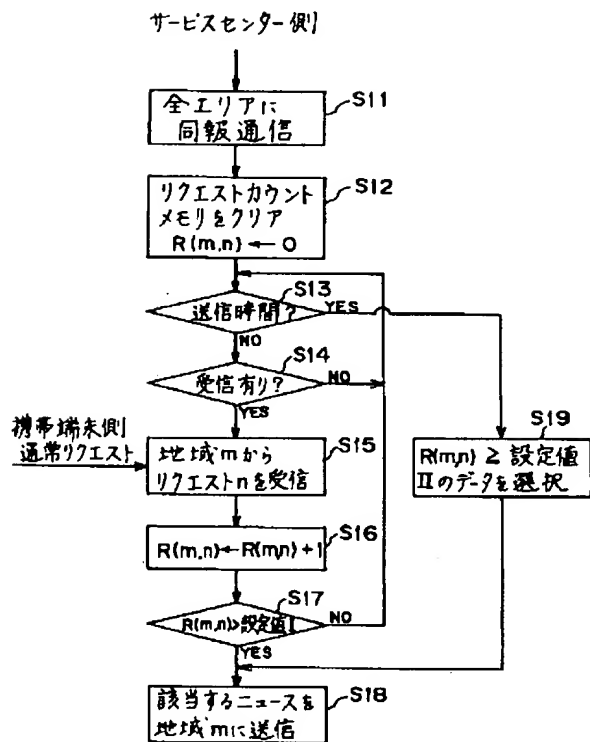 サービスセンター側
全エリアに
同報通信
S11
リクエストカウント
メモリをクリア
R(m,n)←0
S12
送信時間?
S13
YES
NO
受信有り?
S14
NO
YES
携帯端末側
通常リクエスト
地域mから
リクエストnを受信
S15
S19
R(m,n)≧設定値
IIのデータを選択
R(m,n)←R(m,n)+1
S16
R(m,n)>設定値I
S17
NO
YES
該当するニュースを
地域mに送信
S18